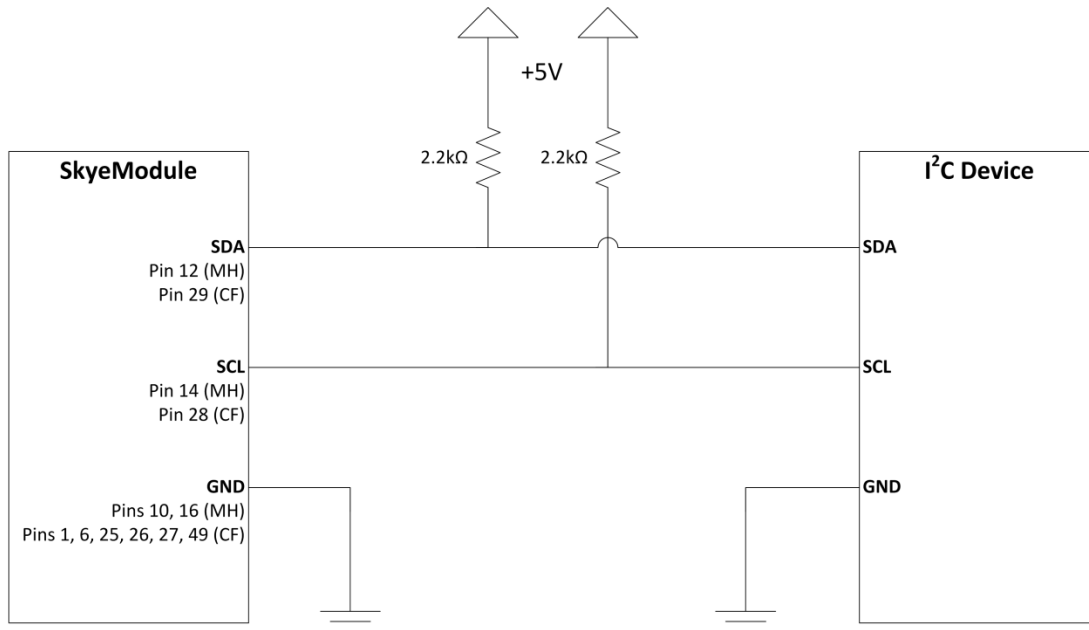 +5V
2.2kΩ
2.2kΩ
SkyeModule
SDA
Pin 12 (MH)
Pin 29 (CF)
SCL
Pin 14 (MH)
Pin 28 (CF)
GND
Pins 10, 16 (MH)
Pins 1, 6, 25, 26, 27, 49 (CF)
I²C Device
SDA
SCL
GND